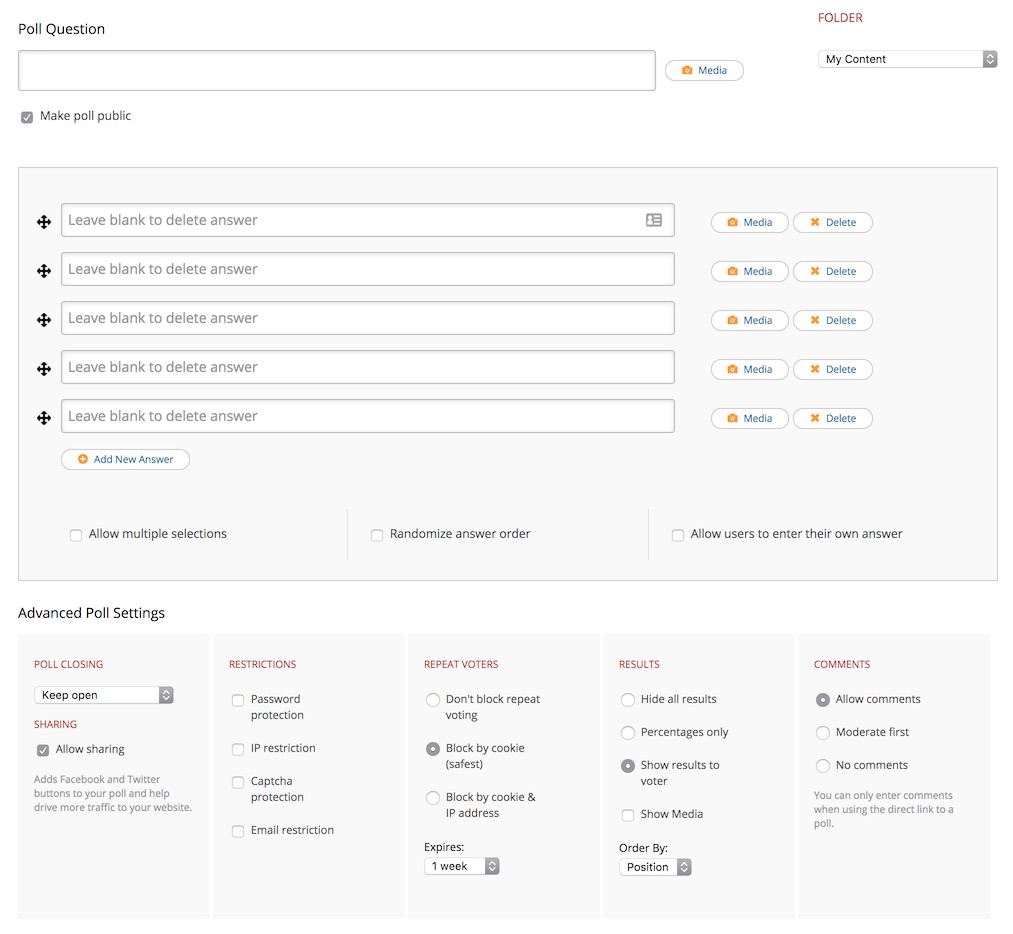 Poll Question
FOLDER
Media
My Content
Make poll public
Leave blank to delete answer
Media
Delete
Leave blank to delete answer
Media
Delete
Leave blank to delete answer
Media
Delete
Leave blank to delete answer
Media
Delete
Leave blank to delete answer
Media
Delete
Add New Answer
Allow multiple selections
Randomize answer order
Allow users to enter their own answer
Advanced Poll Settings
POLL CLOSING
Keep open
SHARING
Allow sharing
Adds Facebook and Twitter
buttons to your poll and help
drive more traffic to your website.
RESTRICTIONS
Password
protection
IP restriction
Captcha
protection
Email restriction
REPEAT VOTERS
Don't block repeat
voting
Block by cookie
(safest)
Block by cookie &
IP address
Expires:
1 week
RESULTS
Hide all results
Percentages only
Show results to
voter
Show Media
Order By:
Position
COMMENTS
Allow comments
Moderate first
No comments
You can only enter comments
when using the direct link to a
poll.